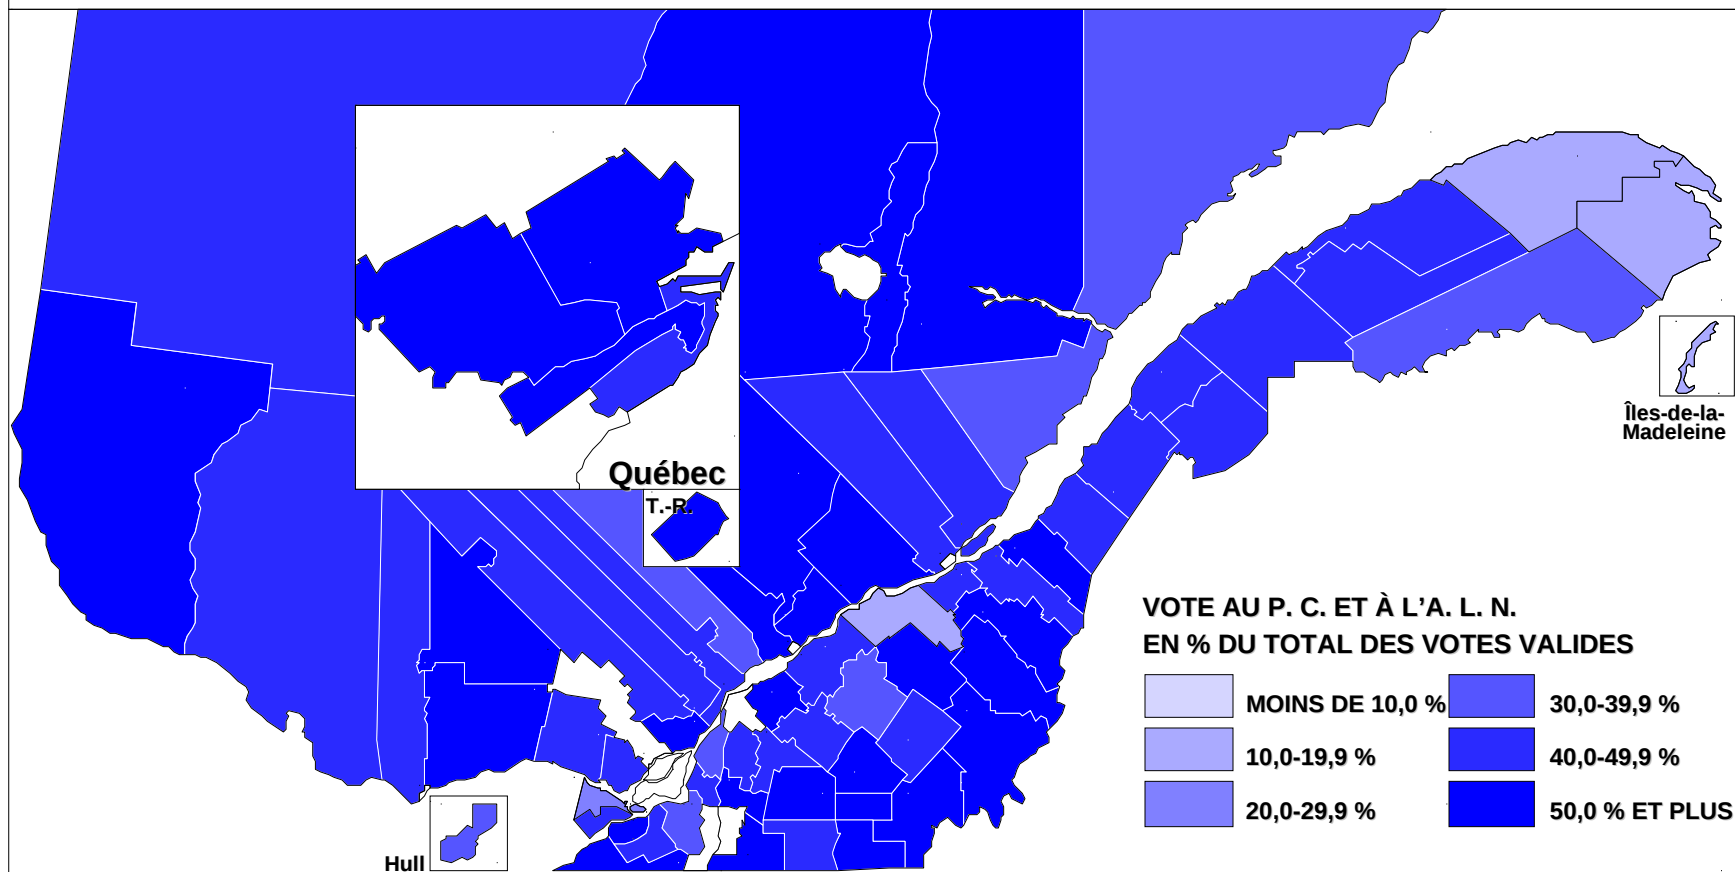 Québec
T.-R.
Îles-de-la-
Madeleine
VOTE AU P. C. ET À L’A. L. N.
EN % DU TOTAL DES VOTES VALIDES
MOINS DE 10,0 %
30,0-39,9 %
10,0-19,9 %
40,0-49,9 %
20,0-29,9 %
50,0 % ET PLUS
Hull